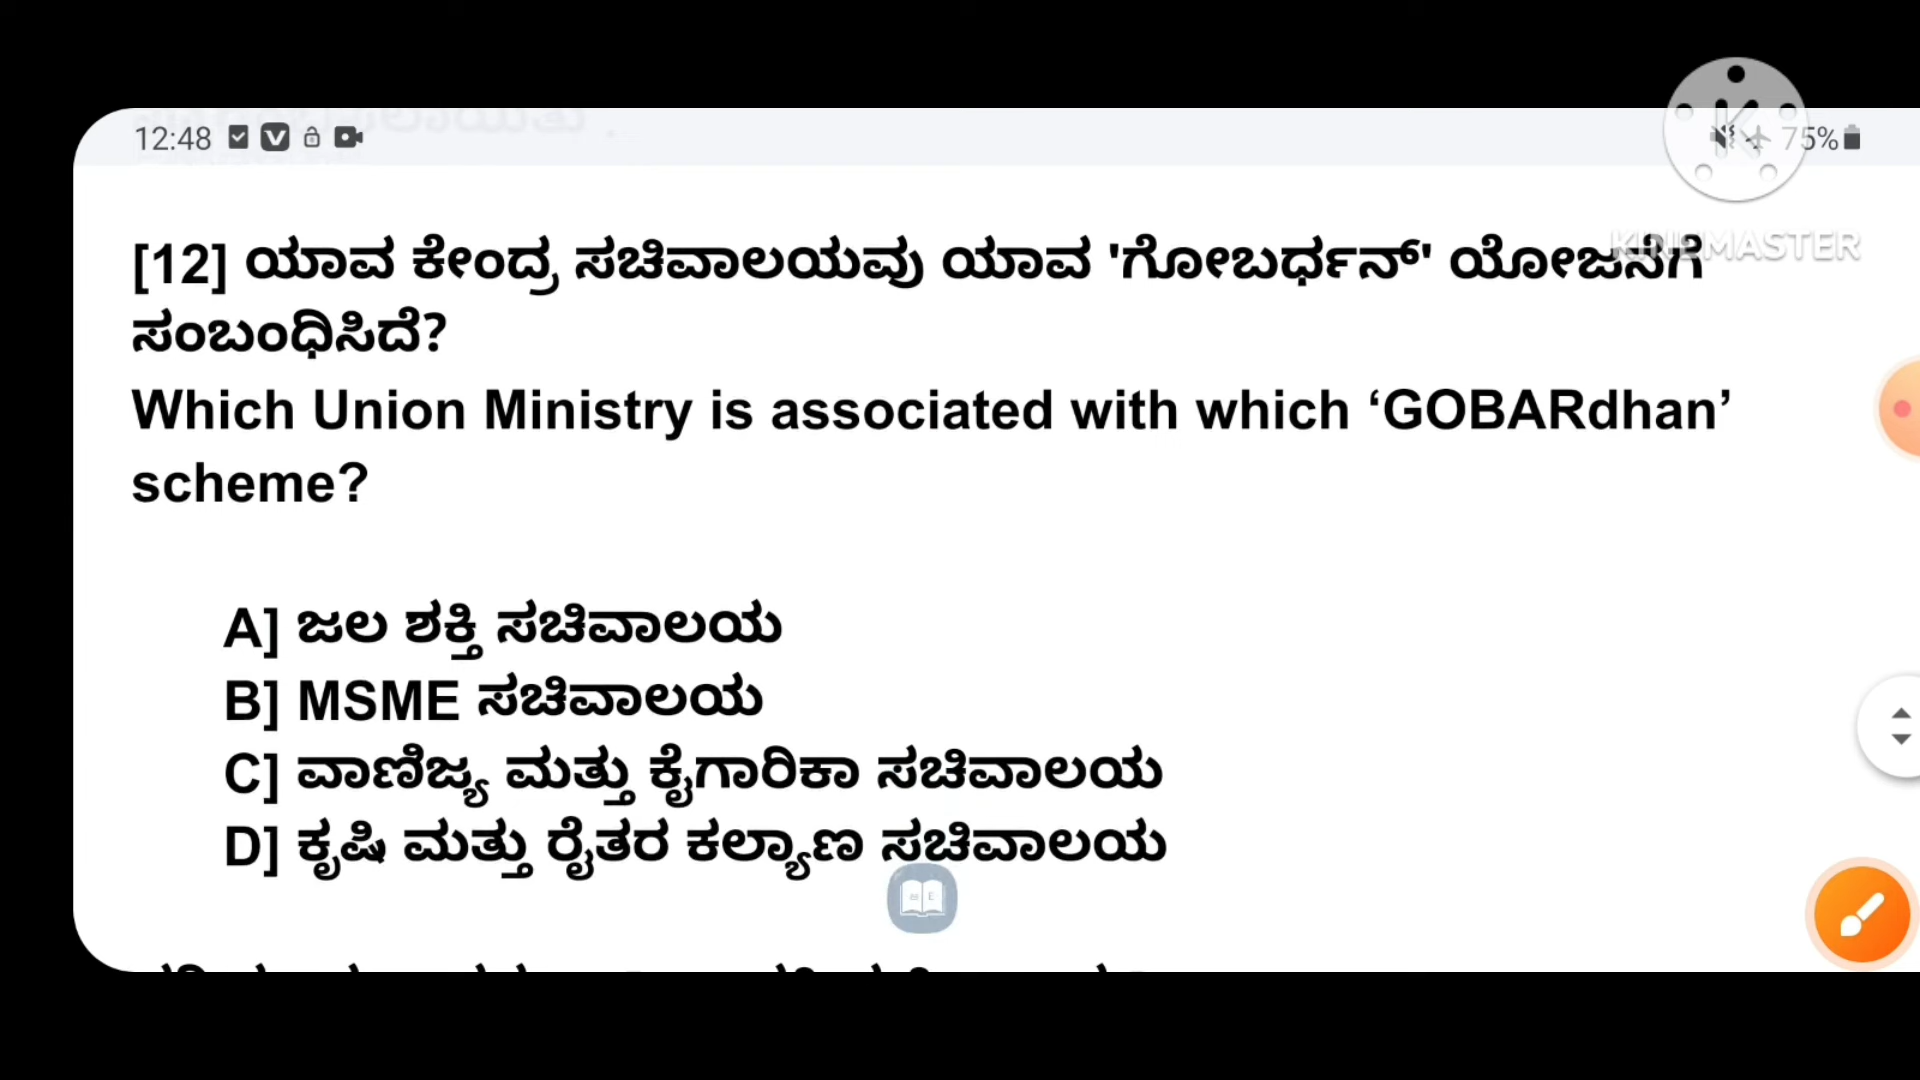 12:48
75%
KINEMASTER
[12] ಯಾವ ಕೇಂದ್ರ ಸಚಿವಾಲಯವು ಯಾವ 'ಗೋಬರ್ಧನ್' ಯೋಜನೆಗೆ
ಸಂಬಂಧಿಸಿದೆ?
Which Union Ministry is associated with which ‘GOBARdhan’
scheme?
A] ಜಲ ಶಕ್ತಿ ಸಚಿವಾಲಯ
B] MSME ಸಚಿವಾಲಯ
C] ವಾಣಿಜ್ಯ ಮತ್ತು ಕೈಗಾರಿಕಾ ಸಚಿವಾಲಯ
D] ಕೃಷಿ ಮತ್ತು ರೈತರ ಕಲ್ಯಾಣ ಸಚಿವಾಲಯ